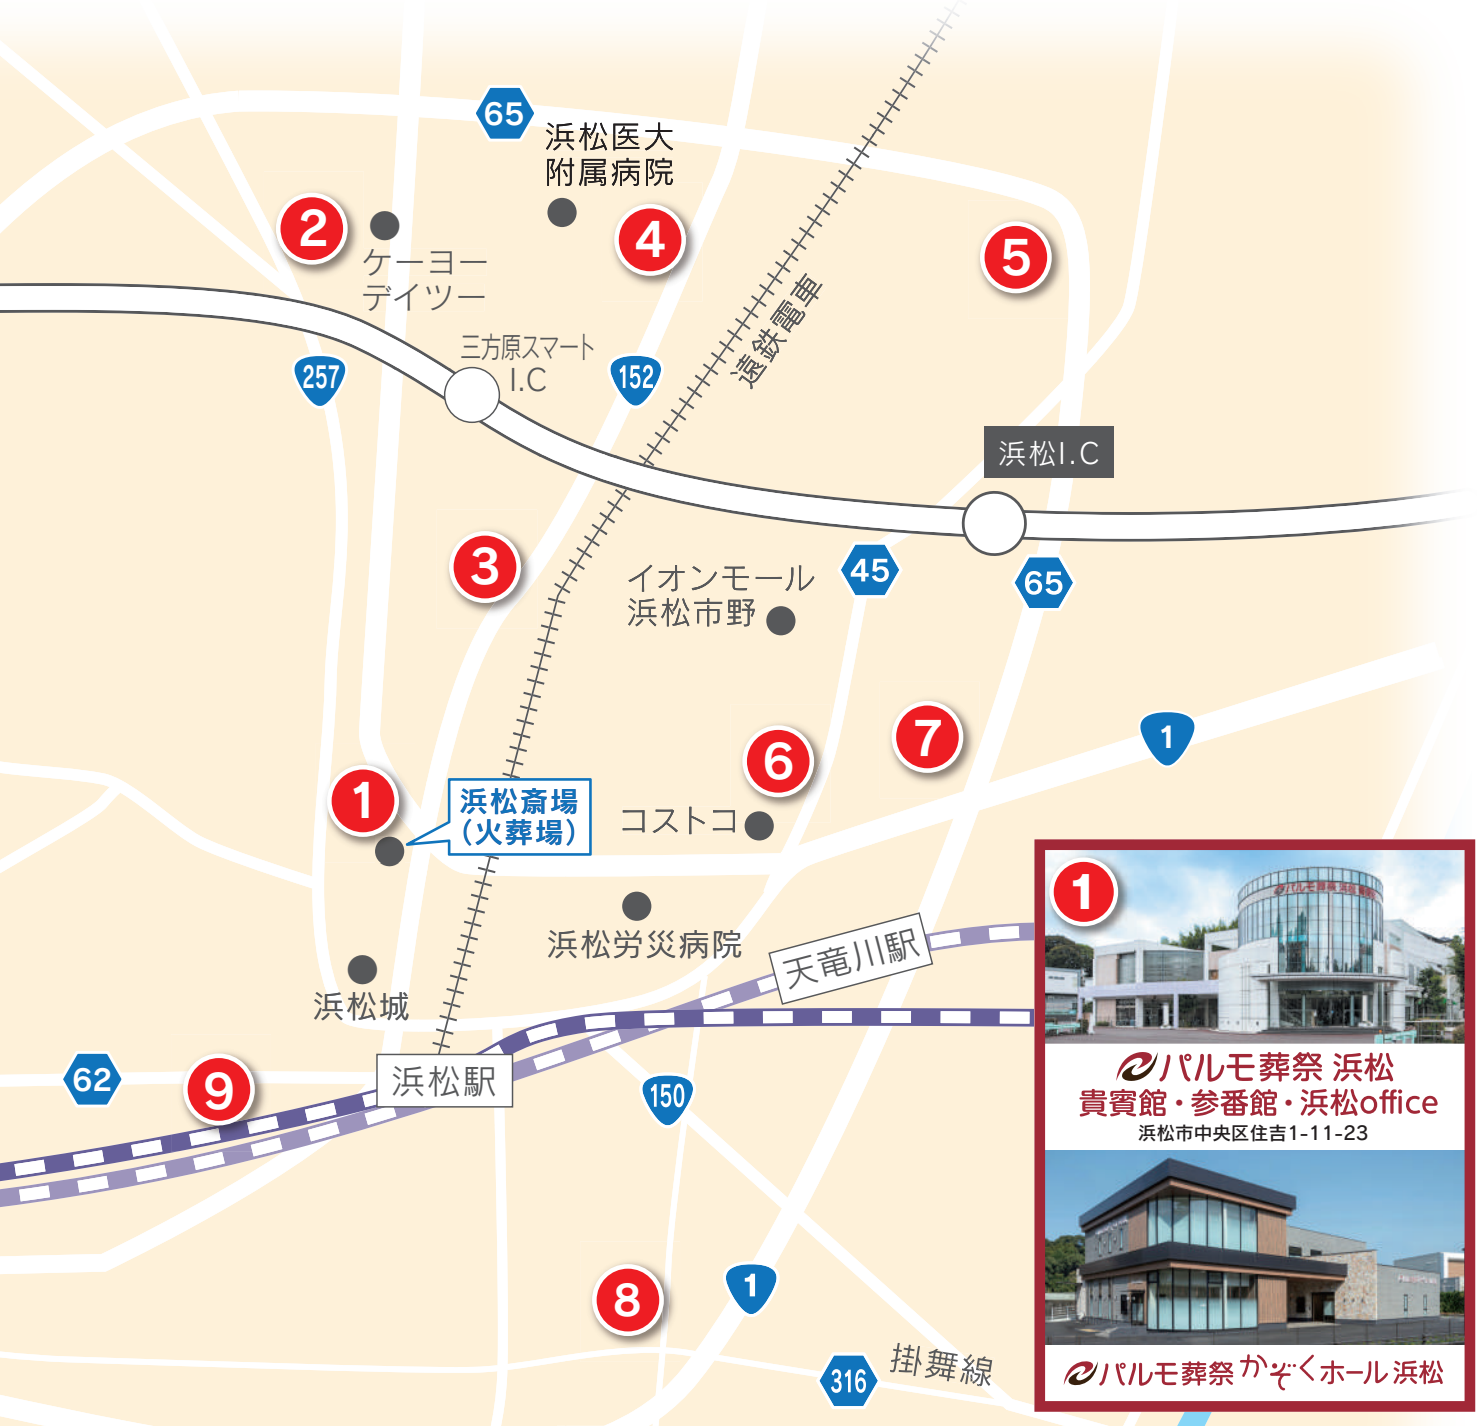 65
浜松医大
附属病院
2
4
5
ケーヨー
デイツー
遠鉄電車
三方原スマート
I.C
257
152
浜松I.C
3
45
65
イオンモール
浜松市野
7
1
6
1
浜松斎場
（火葬場）
コストコ
浜松労災病院
天竜川駅
浜松城
浜松駅
62
9
150
8
1
316
掛舞線
1
パルモ葬祭 浜松
パルモ葬祭 浜松
貴賓館・参番館・浜松office
浜松市中央区住吉1-11-23
パルモ葬祭 かぞくホール 浜松